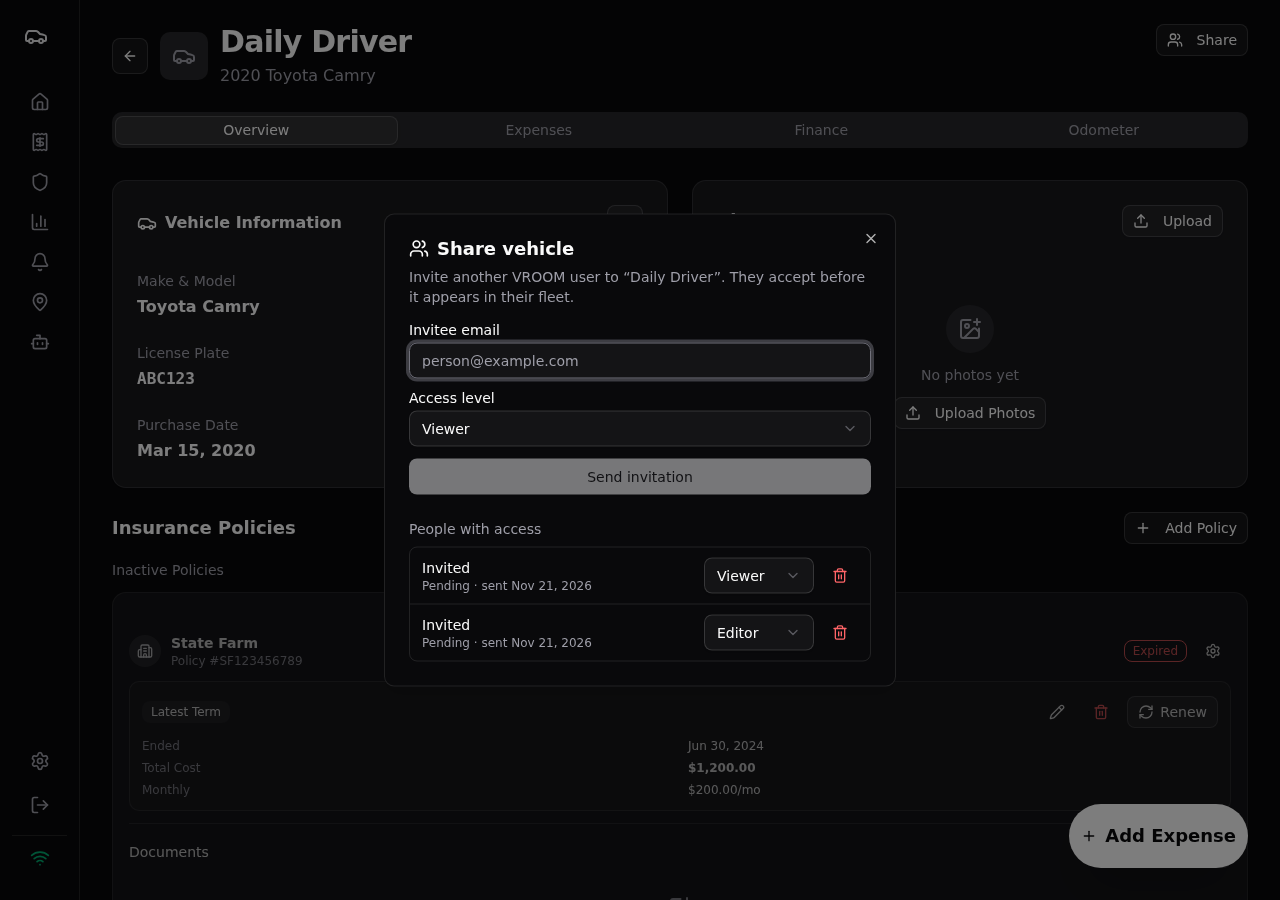 Daily Driver
2020 Toyota Camry
Share
Overview
Expenses
Finance
Odometer
Vehicle Information
Upload
Make & Model
Toyota Camry
License Plate
ABC123
Purchase Date
Mar 15, 2020
No photos yet
Upload Photos
Share vehicle
Invite another VROOM user to “Daily Driver”. They accept before
it appears in their fleet.
Invitee email
person@example.com
Access level
Viewer
Send invitation
People with access
Invited
Pending · sent Nov 21, 2026
Viewer
Invited
Pending · sent Nov 21, 2026
Editor
Insurance Policies
Add Policy
Inactive Policies
State Farm
Policy #SF123456789
Expired
Latest Term
Renew
Ended
Jun 30, 2024
Total Cost
$1,200.00
Monthly
$200.00/mo
Documents
Add Expense